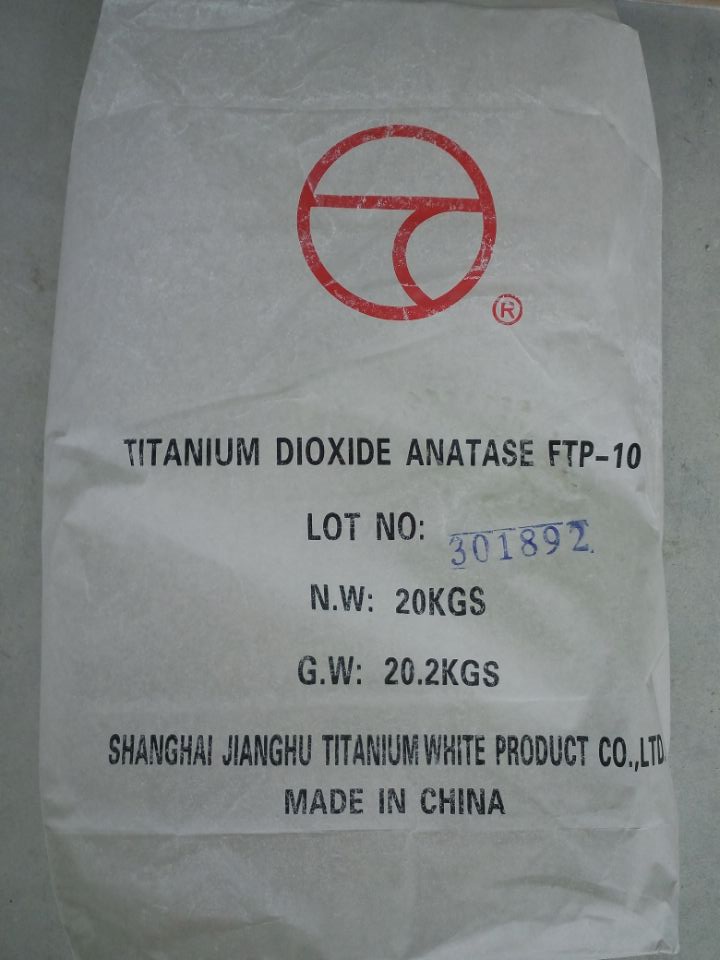 ®
TITANIUM DIOXIDE ANATASE FTP-10
LOT NO: 301892
N.W: 20KGS
G.W: 20.2KGS
SHANGHAI JIANGHU TITANIUM WHITE PRODUCT CO.,LTD.
MADE IN CHINA